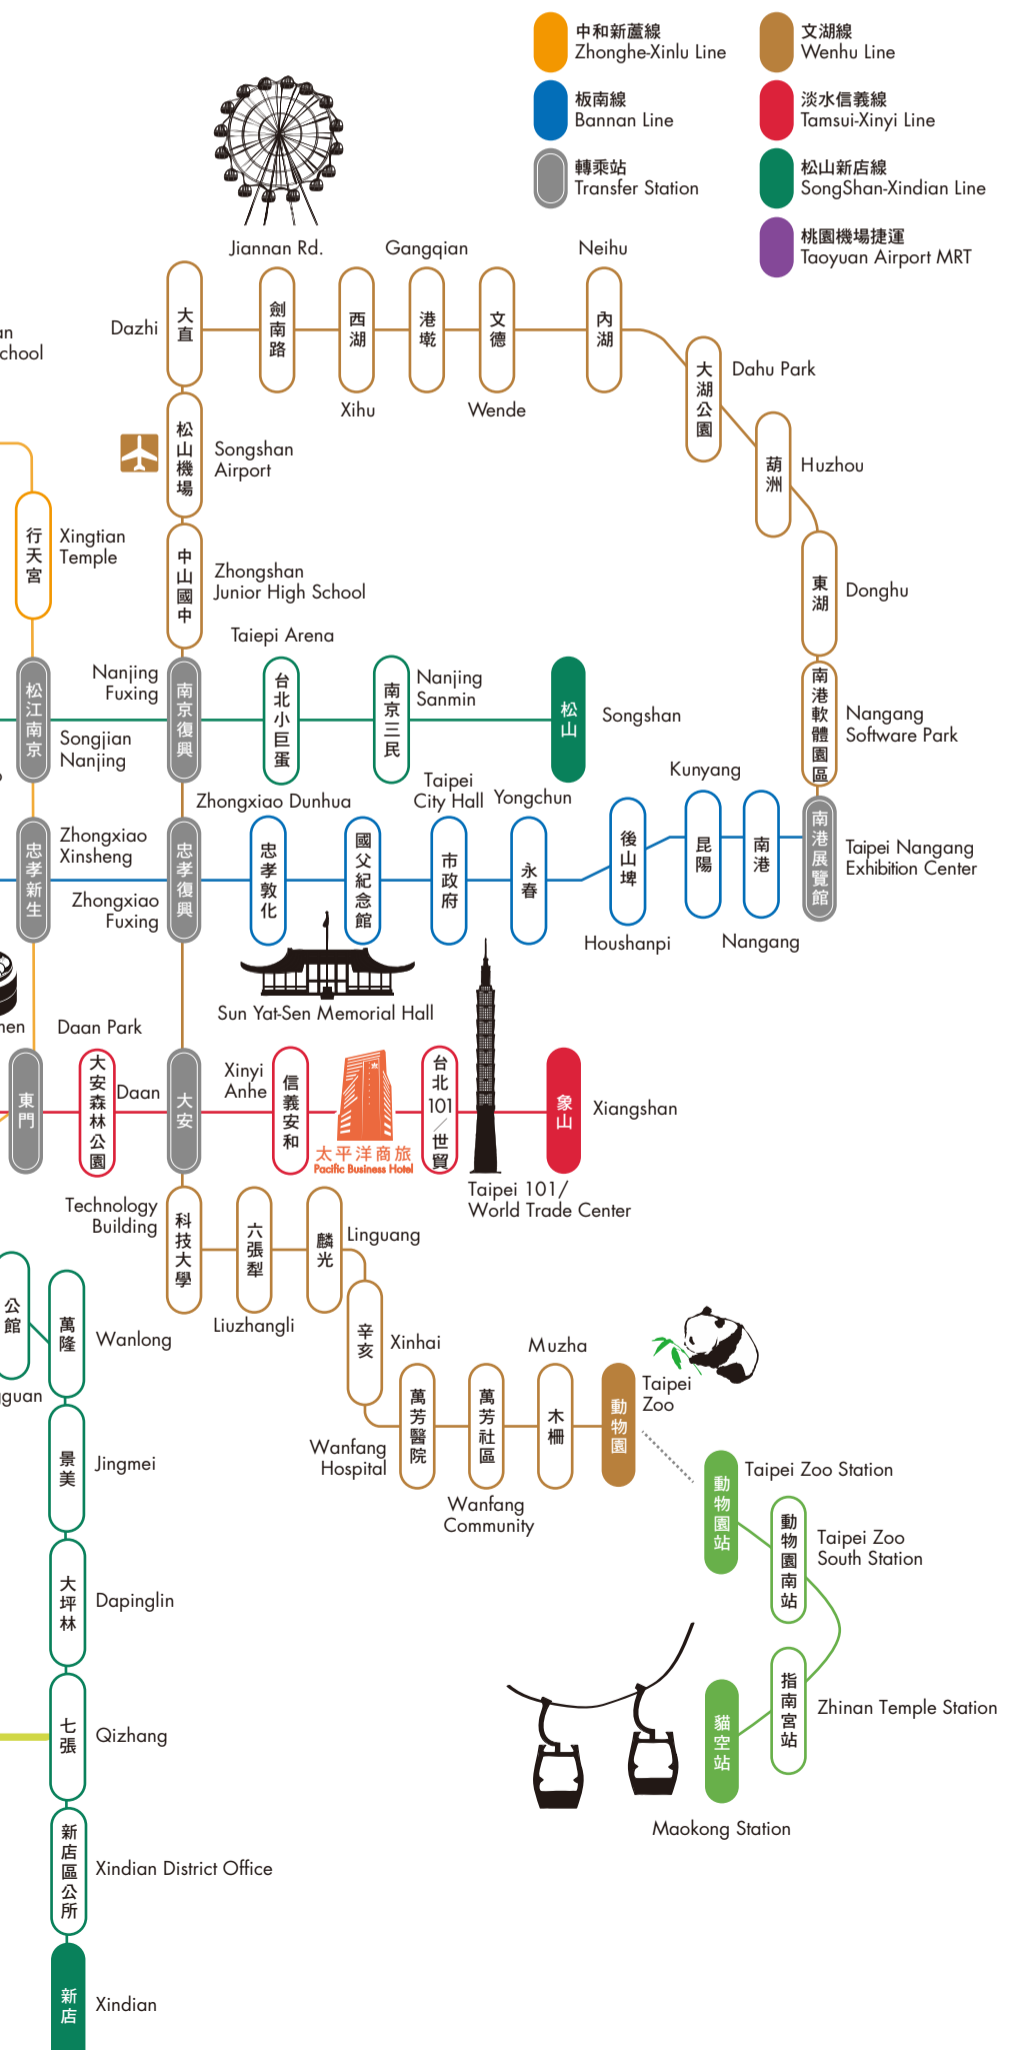 中和新蘆線
Zhonghe-Xinlu Line
文湖線
Wenhu Line
板南線
Bannan Line
淡水信義線
Tamsui-Xinyi Line
轉乘站
Transfer Station
松山新店線
SongShan-Xindian Line
桃園機場捷運
Taoyuan Airport MRT
Jiannan Rd.
Gangqian
Neihu
Dazhi
大直
劍南路
西湖
港墘
文德
內湖
Xihu
Wende
大湖公園
Dahu Park
葫洲
Huzhou
松山機場
Songshan
Airport
行天宮
Xingtian
Temple
中山國中
Zhongshan
Junior High School
東湖
Donghu
Taiepi Arena
松江南京
Songjian
Nanjing
Nanjing
Fuxing
南京復興
台北小巨蛋
南京三民
Nanjing
Sanmin
松山
Songshan
南港軟體園區
Nangang
Software Park
忠孝新生
Zhongxiao
Xinsheng
Zhongxiao
Fuxing
忠孝復興
Zhongxiao Dunhua
忠孝敦化
國父紀念館
Sun Yat-Sen Memorial Hall
Taipei
City Hall
市政府
Yongchun
永春
後山埤
Houshanpi
Kunyang
昆陽
南港
Nangang
南港展覽館
Taipei Nangang
Exhibition Center
東門
Daan Park
大安森林公園
Daan
大安
Xinyi
Anhe
信義安和
太平洋商旅
Pacific Business Hotel
台北101/世貿
Taipei 101/
World Trade Center
象山
Xiangshan
Technology
Building
科技大學
六張犁
Liuzhangli
麟光
Linguang
辛亥
Xinhai
Wanfang
Hospital
萬芳醫院
萬芳社區
Wanfang
Community
Muzha
木柵
動物園
Taipei
Zoo
公館
萬隆
Wanlong
景美
Jingmei
大坪林
Dapinglin
七張
Qizhang
新店區公所
Xindian District Office
新店
Xindian
動物園站
Taipei Zoo Station
動物園南站
Taipei Zoo
South Station
指南宮站
Zhinan Temple Station
貓空站
Maokong Station